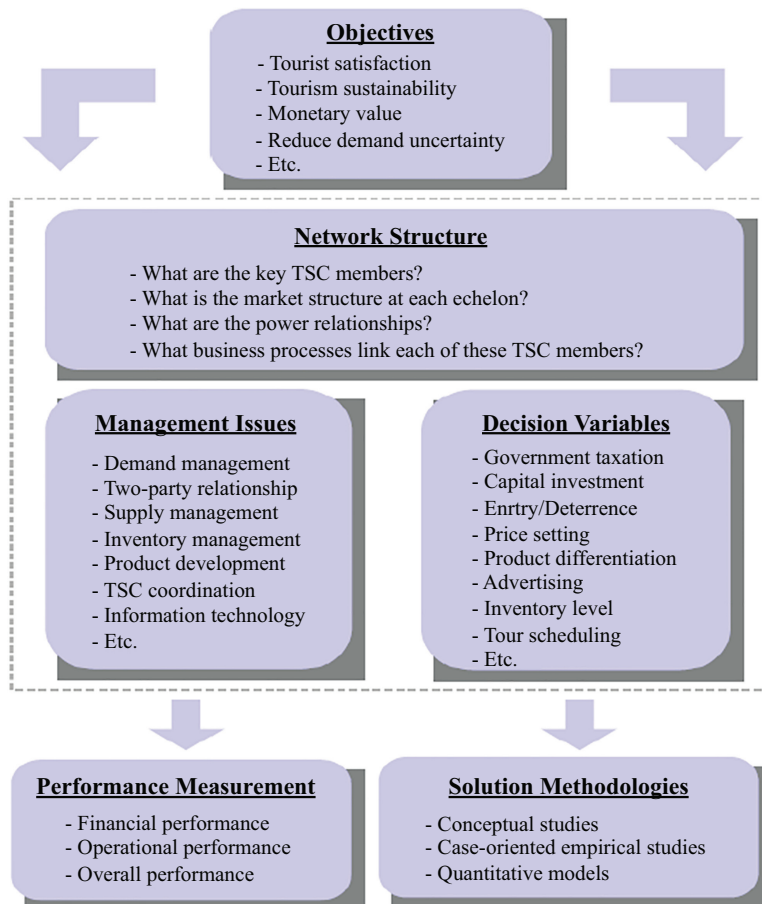 Objectives
- Tourist satisfaction
- Tourism sustainability
- Monetary value
- Reduce demand uncertainty
- Etc.
Network Structure
- What are the key TSC members?
- What is the market structure at each echelon?
- What are the power relationships?
- What business processes link each of these TSC members?
Management Issues
- Demand management
- Two-party relationship
- Supply management
- Inventory management
- Product development
- TSC coordination
- Information technology
- Etc.
Decision Variables
- Government taxation
- Capital investment
- Enrtry/Deterrence
- Price setting
- Product differentiation
- Advertising
- Inventory level
- Tour scheduling
- Etc.
Performance Measurement
- Financial performance
- Operational performance
- Overall performance
Solution Methodologies
- Conceptual studies
- Case-oriented empirical studies
- Quantitative models